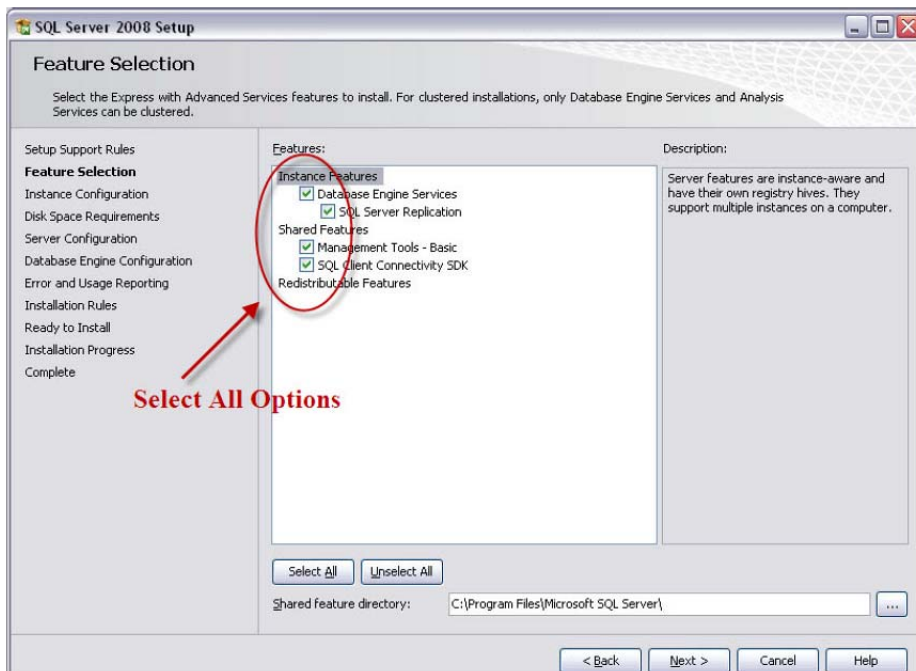 SQL Server 2008 Setup
Feature Selection
Select the Express with Advanced Services features to install. For clustered installations, only Database Engine Services and Analysis
Services can be clustered.
Setup Support Rules
Feature Selection
Instance Configuration
Disk Space Requirements
Server Configuration
Database Engine Configuration
Error and Usage Reporting
Installation Rules
Ready to Install
Installation Progress
Complete
Features:
Instance Features
Database Engine Services
SQL Server Replication
Shared Features
Management Tools - Basic
SQL Client Connectivity SDK
Redistributable Features
Description:
Server features are instance-aware and
have their own registry hives. They
support multiple instances on a computer.
Select All Options
Select All
Unselect All
Shared feature directory:
C:\Program Files\Microsoft SQL Server\
...
< Back
Next >
Cancel
Help